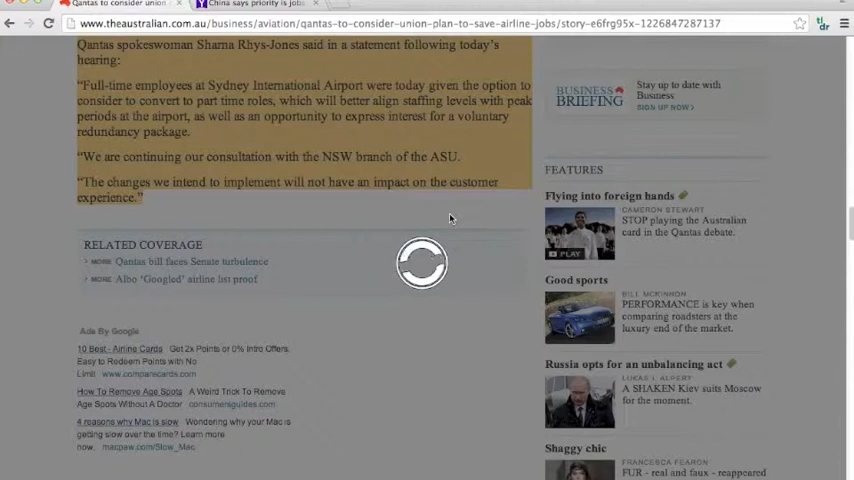 Qantas to consider union
China says priority is jobs
www.theaustralian.com.au/business/aviation/qantas-to-consider-union-plan-to-save-airline-jobs/story-e6frg95x-1226847287137
tl;dr
Qantas spokeswoman Sharna Rhys-Jones said in a statement following today's
hearing:
“Full-time employees at Sydney International Airport were today given the option to
consider to convert to part time roles, which will better align staffing levels with peak
periods at the airport, as well as an opportunity to express interest for a voluntary
redundancy package.
“We are continuing our consultation with the NSW branch of the ASU.
“The changes we intend to implement will not have an impact on the customer
experience.”
RELATED COVERAGE
> MORE Qantas bill faces Senate turbulence
> MORE Albo ‘Googled’ airline list proof
Ads By Google
10 Best - Airline Cards Get 2x Points or 0% Intro Offers.
Easy to Redeem Points with No
Limit www.comparecards.com
How To Remove Age Spots A Weird Trick To Remove
Age Spots Without A Doctor consumersguides.com
4 reasons why Mac is slow Wondering why your Mac is
getting slow over the time? Learn more
now. macpaw.com/Slow_Mac
BUSINESS
BRIEFING
Stay up to date with
Business
SIGN UP NOW >
FEATURES
Flying into foreign hands
CAMERON STEWART
STOP playing the Australian
card in the Qantas debate.
PLAY
Good sports
BILL MCKINNON
PERFORMANCE is key when
comparing roadsters at the
luxury end of the market.
Russia opts for an unbalancing act
LUKAS I. ALPERT
A SHAKEN Kiev suits Moscow
for the moment.
Shaggy chic
FRANCESCA FEARON
FUR - real and faux - reappeared